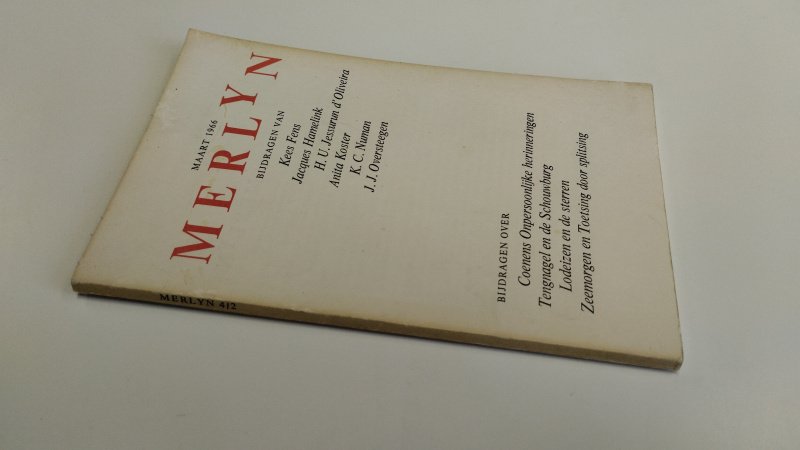 MAART 1966
MERLYN
BIJDRAGEN VAN
Kees Fens
Jacques Hamelink
H. U. Jessurun d'Oliveira
Anita Koster
K. C. Numan
J. J. Oversteegen
BIJDRAGEN OVER
Coenens Onpersoonlijke herinneringen
Tengnagel en de Schouwburg
Lodeizen en de sterren
Zeemorgen en Toetsing door splitsing
MERLYN 4/2